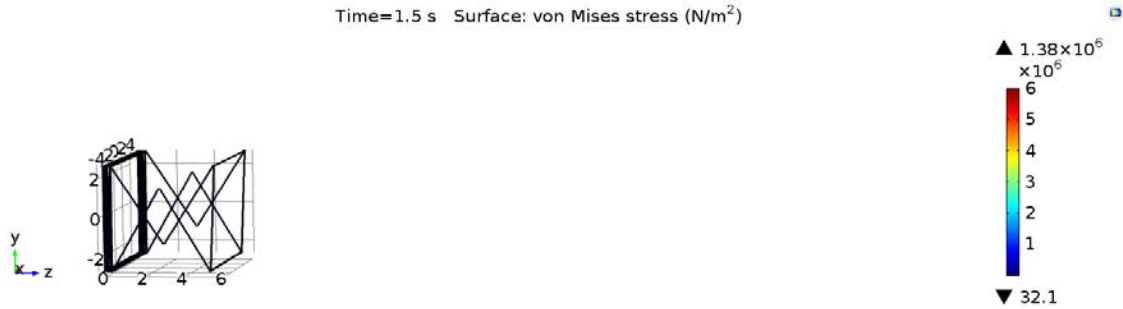 Time=1.5 s   Surface: von Mises stress (N/m²)
▲ 1.38×10⁶
×10⁶
6
5
4
3
2
1
▼ 32.1
2
0
-2
0 2 4 6
y
x
z